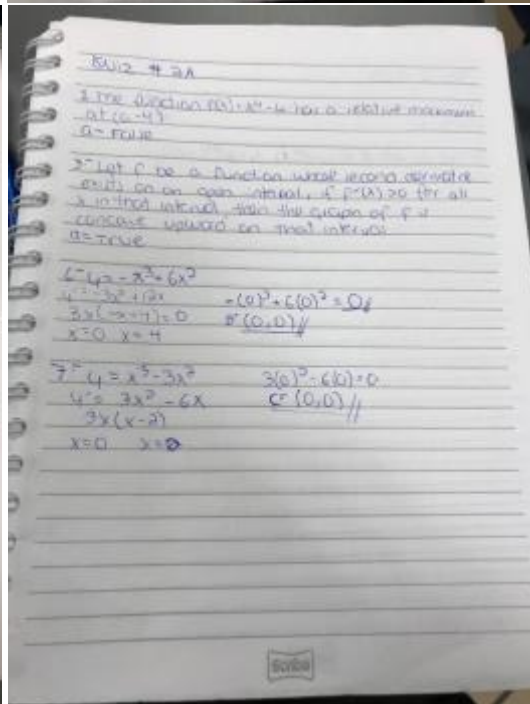 Quiz # 2A
1 The function f(x)=x⁴-6 has a relative maximum
at (0,-4)
a= False
2- Let f be a function whose second derivative
exists on an open interval, if f''(x)>0 for all
x in that interval, then the graph of f is
concave upward on that interval
a= True
6- y=-x³+6x²
y'=-3x²+12x -(0)³+6(0)²=0//
3x(-x+4)=0 (0,0)//
x=0 x=4
7- y=x³-3x² 3(0)²-6(0)=0
y'=3x²-6x c= (0,0)//
3x(x-2)
x=0 x=2
Scribe